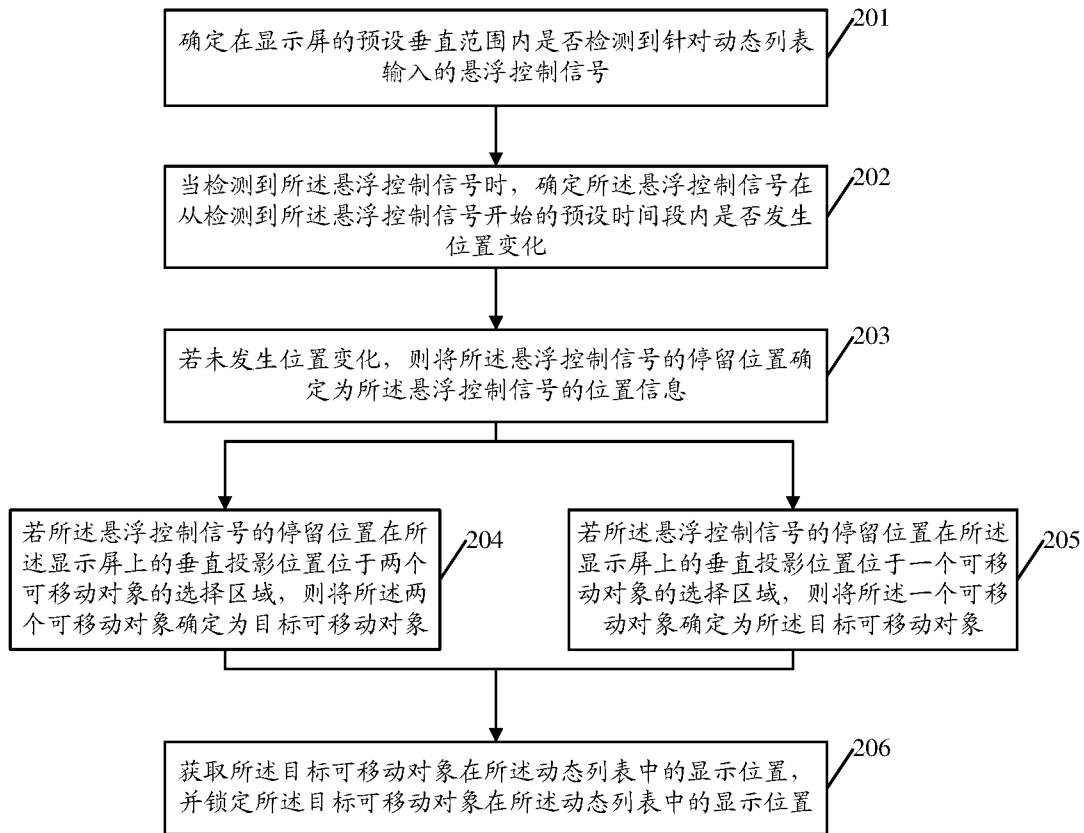 确定在显示屏的预设垂直范围内是否检测到针对动态列表
输入的悬浮控制信号
201
当检测到所述悬浮控制信号时，确定所述悬浮控制信号在
从检测到所述悬浮控制信号开始的预设时间段内是否发生
位置变化
202
若未发生位置变化，则将所述悬浮控制信号的停留位置确
定为所述悬浮控制信号的位置信息
203
若所述悬浮控制信号的停留位置在所
述显示屏上的垂直投影位置位于两个
可移动对象的选择区域，则将所述两
个可移动对象确定为目标可移动对象
204
若所述悬浮控制信号的停留位置在所述
显示屏上的垂直投影位置位于一个可移
动对象的选择区域，则将所述一个可移
动对象确定为所述目标可移动对象
205
获取所述目标可移动对象在所述动态列表中的显示位置，
并锁定所述目标可移动对象在所述动态列表中的显示位置
206